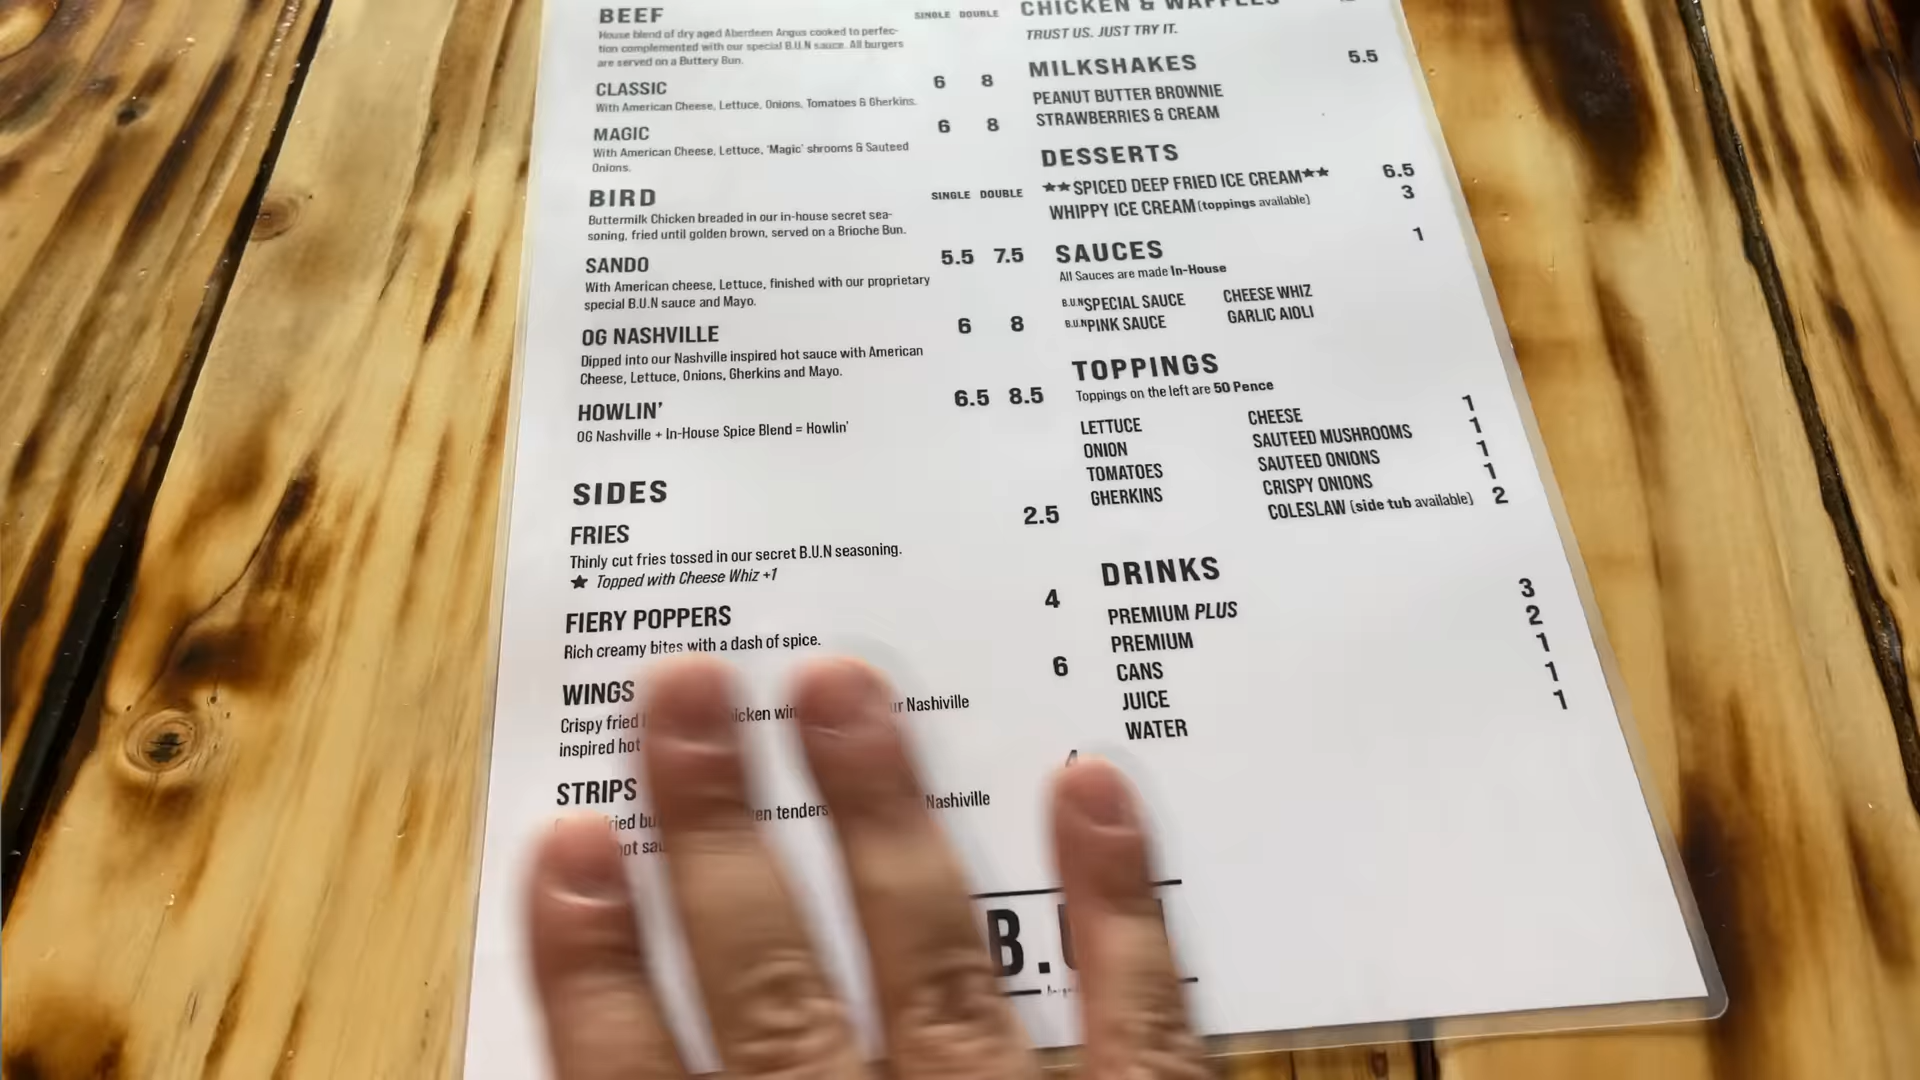 BEEF
SINGLE DOUBLE
House blend of dry aged Aberdeen Angus cooked to perfec-
tion complemented with our special B.U.N sauce. All burgers
are served on a Buttery Bun.
CLASSIC 6 8
With American Cheese, Lettuce, Onions, Tomatoes & Gherkins.
MAGIC 6 8
With American Cheese, Lettuce, 'Magic' shrooms & Sauteed
Onions.
BIRD
SINGLE DOUBLE
Buttermilk Chicken breaded in our in-house secret sea-
soning, fried until golden brown, served on a Brioche Bun.
SANDO 5.5 7.5
With American cheese, Lettuce, finished with our proprietary
special B.U.N sauce and Mayo.
OG NASHVILLE 6 8
Dipped into our Nashville inspired hot sauce with American
Cheese, Lettuce, Onions, Gherkins and Mayo.
HOWLIN' 6.5 8.5
OG Nashville + In-House Spice Blend = Howlin'
SIDES
FRIES 2.5
Thinly cut fries tossed in our secret B.U.N seasoning.
★ Topped with Cheese Whiz +1
FIERY POPPERS 4
Rich creamy bites with a dash of spice.
WINGS 6
Crispy fried Nashville
inspired hot
STRIPS
tenders Nashville
CHICKEN & WAFFLES
TRUST US. JUST TRY IT.
MILKSHAKES 5.5
PEANUT BUTTER BROWNIE
STRAWBERRIES & CREAM
DESSERTS
★★SPICED DEEP FRIED ICE CREAM★★ 6.5
WHIPPY ICE CREAM (toppings available) 3
SAUCES 1
All Sauces are made In-House
B.U.N SPECIAL SAUCE CHEESE WHIZ
B.U.N PINK SAUCE GARLIC AIOLI
TOPPINGS
Toppings on the left are 50 Pence
LETTUCE CHEESE 1
ONION SAUTEED MUSHROOMS 1
TOMATOES SAUTEED ONIONS 1
GHERKINS CRISPY ONIONS 1
COLESLAW (side tub available) 2
DRINKS
PREMIUM PLUS 3
PREMIUM 2
CANS 1
JUICE 1
WATER 1
B.